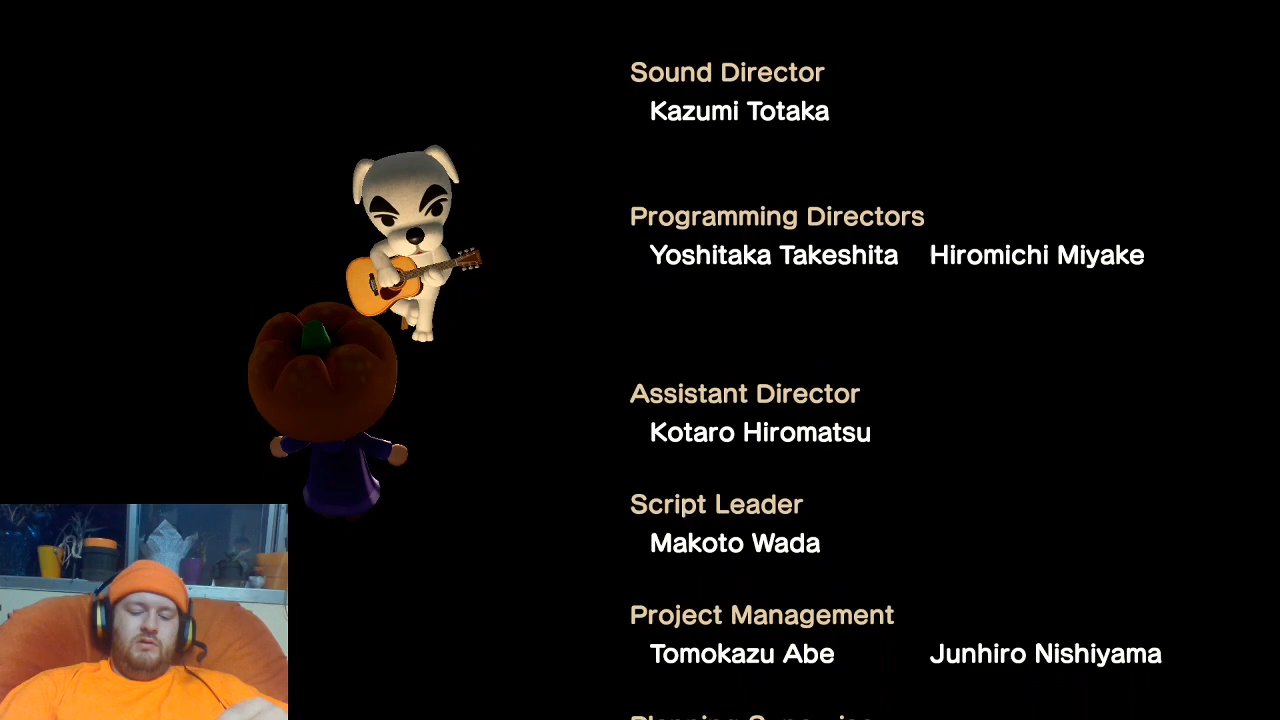 Sound Director
Kazumi Totaka
Programming Directors
Yoshitaka Takeshita Hiromichi Miyake
Assistant Director
Kotaro Hiromatsu
Script Leader
Makoto Wada
Project Management
Tomokazu Abe Junhiro Nishiyama